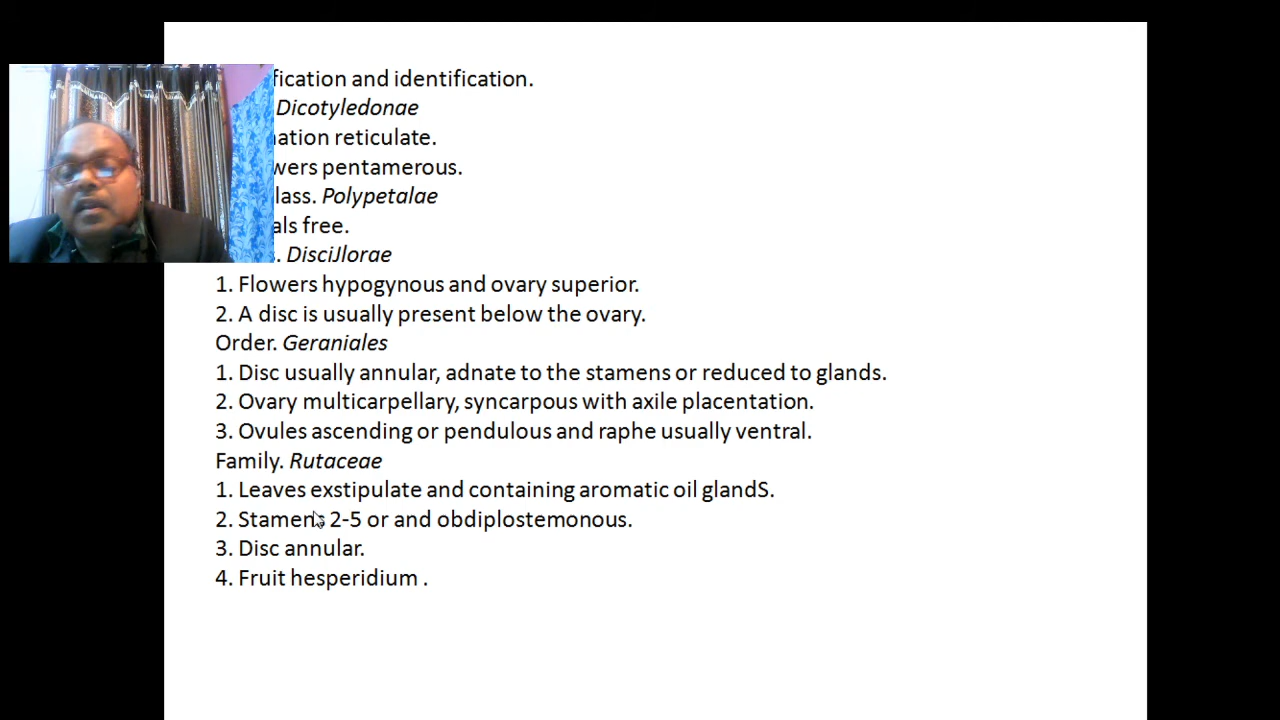 fication and identification.
Dicotyledonae
nation reticulate.
wers pentamerous.
lass. Polypetalae
als free.
. DisciJlorae
1. Flowers hypogynous and ovary superior.
2. A disc is usually present below the ovary.
Order. Geraniales
1. Disc usually annular, adnate to the stamens or reduced to glands.
2. Ovary multicarpellary, syncarpous with axile placentation.
3. Ovules ascending or pendulous and raphe usually ventral.
Family. Rutaceae
1. Leaves exstipulate and containing aromatic oil glandS.
2. Stamens 2-5 or and obdiplostemonous.
3. Disc annular.
4. Fruit hesperidium .